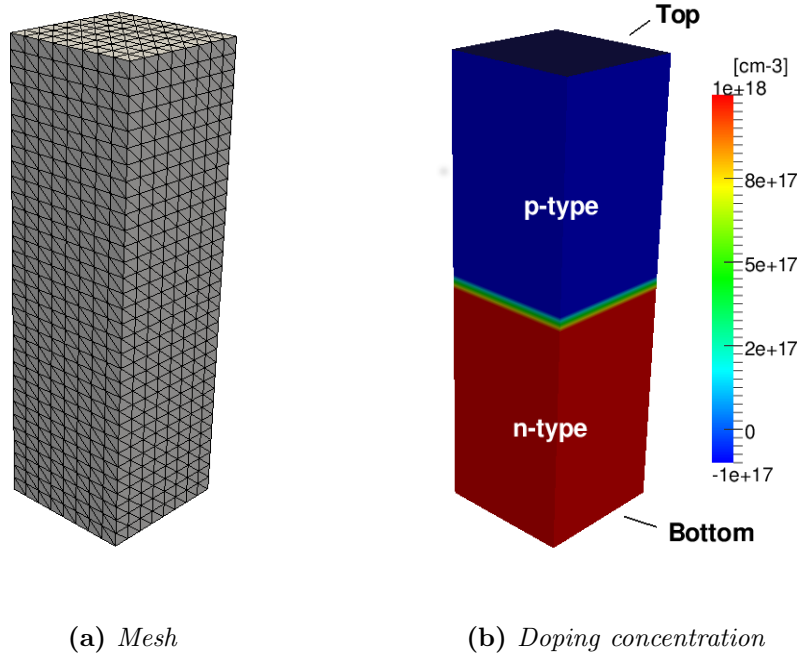 Top
[cm-3]
1e+18
8e+17
p-type
5e+17
2e+17
n-type
0
-1e+17
Bottom
(a) Mesh
(b) Doping concentration